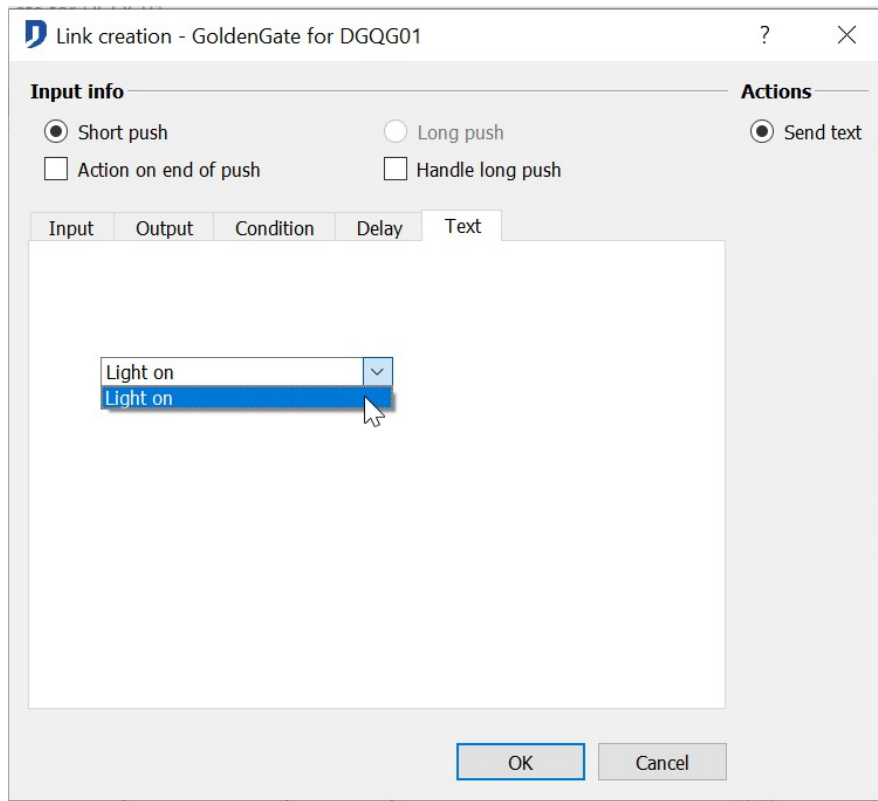 Link creation - GoldenGate for DGQG01 ?
Input info Actions
Short push Long push Send text
Action on end of push Handle long push
Input Output Condition Delay Text
Light on
Light on
OK Cancel